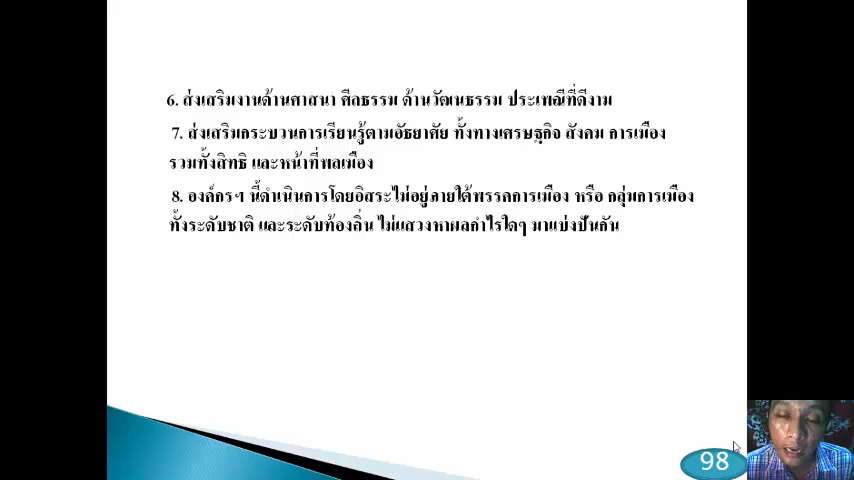 6. ส่งเสริมงานด้านศาสนา ศีลธรรม ด้านวัฒนธรรม ประเพณีที่ดีงาม
7. ส่งเสริมกระบวนการเรียนรู้ตามอัธยาศัย ทั้งทางเศรษฐกิจ สังคม การเมือง
รวมทั้งสิทธิ และหน้าที่พลเมือง
8. องค์กรฯ นี้ดำเนินการโดยอิสระไม่อยู่ภายใต้พรรคการเมือง หรือ กลุ่มการเมือง
ทั้งระดับชาติ และระดับท้องถิ่น ไม่แสวงหาผลกำไรใดๆ มาแบ่งปันกัน
98